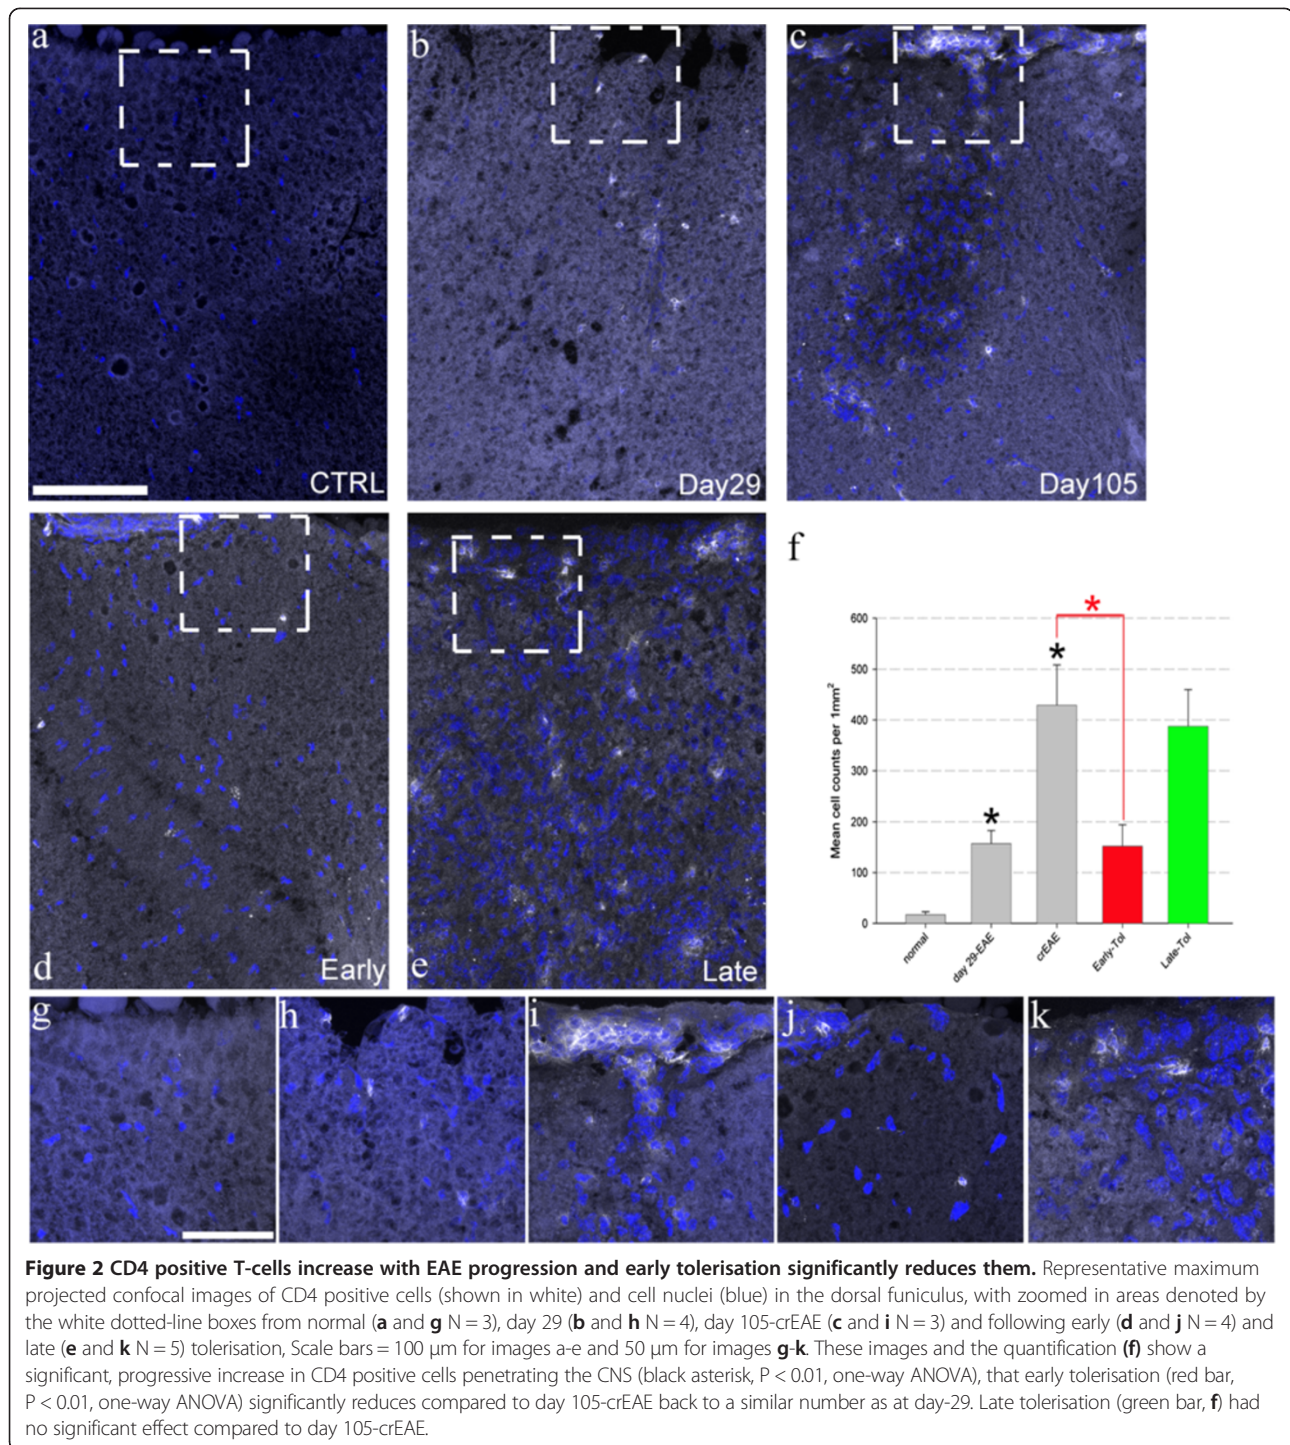 a
b
c
CTRL
Day29
Day105
d
Early
e
Late
f
*
*
*
600
500
400
300
200
100
0
Mean cell counts per 1mm²
normal
day 29-EAE
crEAE
Early-Tol
Late-Tol
g
h
i
j
k
Figure 2 CD4 positive T-cells increase with EAE progression and early tolerisation significantly reduces them. Representative maximum
projected confocal images of CD4 positive cells (shown in white) and cell nuclei (blue) in the dorsal funiculus, with zoomed in areas denoted by
the white dotted-line boxes from normal (a and g N = 3), day 29 (b and h N = 4), day 105-crEAE (c and i N = 3) and following early (d and j N = 4) and
late (e and k N = 5) tolerisation, Scale bars = 100 μm for images a-e and 50 μm for images g-k. These images and the quantification (f) show a
significant, progressive increase in CD4 positive cells penetrating the CNS (black asterisk, P < 0.01, one-way ANOVA), that early tolerisation (red bar,
P < 0.01, one-way ANOVA) significantly reduces compared to day 105-crEAE back to a similar number as at day-29. Late tolerisation (green bar, f) had
no significant effect compared to day 105-crEAE.